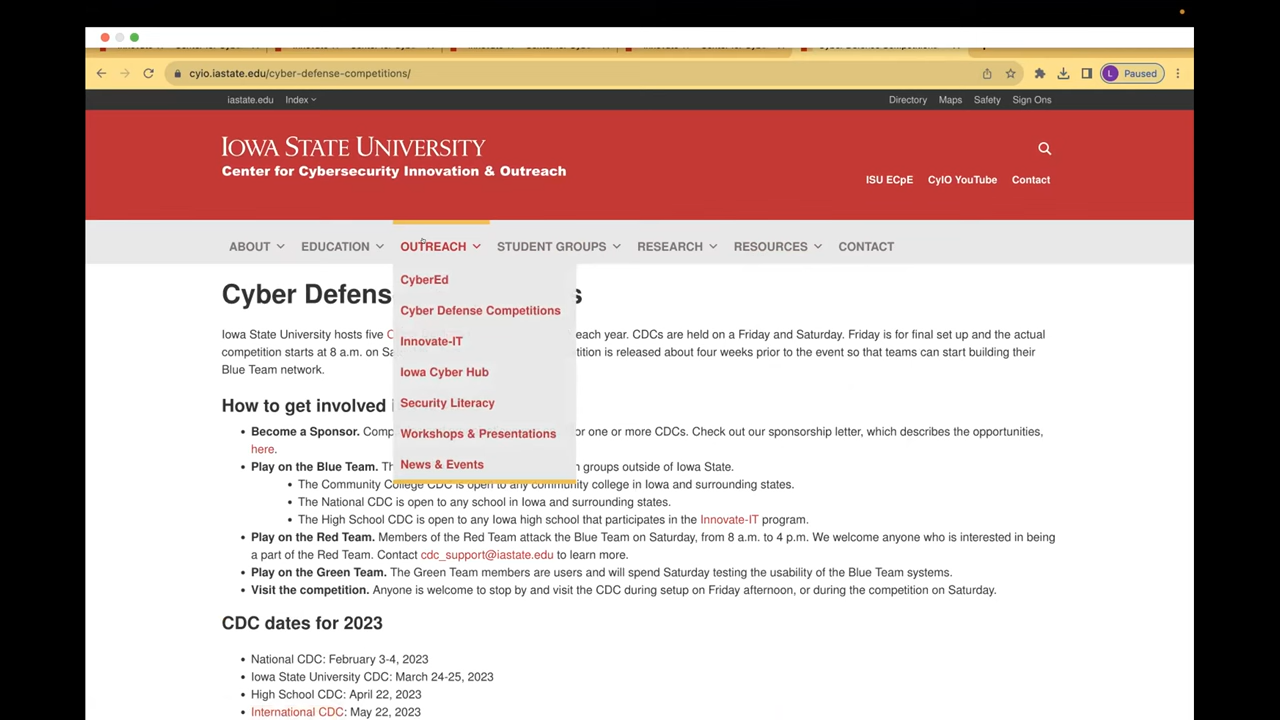 cyio.iastate.edu/cyber-defense-competitions/
L Paused
iastate.edu Index
Directory Maps Safety Sign Ons
IOWA STATE UNIVERSITY
Center for Cybersecurity Innovation & Outreach
ISU ECpE CyIO YouTube Contact
ABOUT EDUCATION OUTREACH STUDENT GROUPS RESEARCH RESOURCES CONTACT
CyberEd
Cyber Defense Competitions
Innovate-IT
Iowa Cyber Hub
Security Literacy
Workshops & Presentations
News & Events
Cyber Defens s
Iowa State University hosts five each year. CDCs are held on a Friday and Saturday. Friday is for final set up and the actual
competition starts at 8 a.m. on Sa tition is released about four weeks prior to the event so that teams can start building their
Blue Team network.
How to get involved
• Become a Sponsor. Comp or one or more CDCs. Check out our sponsorship letter, which describes the opportunities,
here.
• Play on the Blue Team. Th groups outside of Iowa State.
• The Community College CDC is open to any community college in Iowa and surrounding states.
• The National CDC is open to any school in Iowa and surrounding states.
• The High School CDC is open to any Iowa high school that participates in the Innovate-IT program.
• Play on the Red Team. Members of the Red Team attack the Blue Team on Saturday, from 8 a.m. to 4 p.m. We welcome anyone who is interested in being
a part of the Red Team. Contact cdc_support@iastate.edu to learn more.
• Play on the Green Team. The Green Team members are users and will spend Saturday testing the usability of the Blue Team systems.
• Visit the competition. Anyone is welcome to stop by and visit the CDC during setup on Friday afternoon, or during the competition on Saturday.
CDC dates for 2023
• National CDC: February 3-4, 2023
• Iowa State University CDC: March 24-25, 2023
• High School CDC: April 22, 2023
• International CDC: May 22, 2023